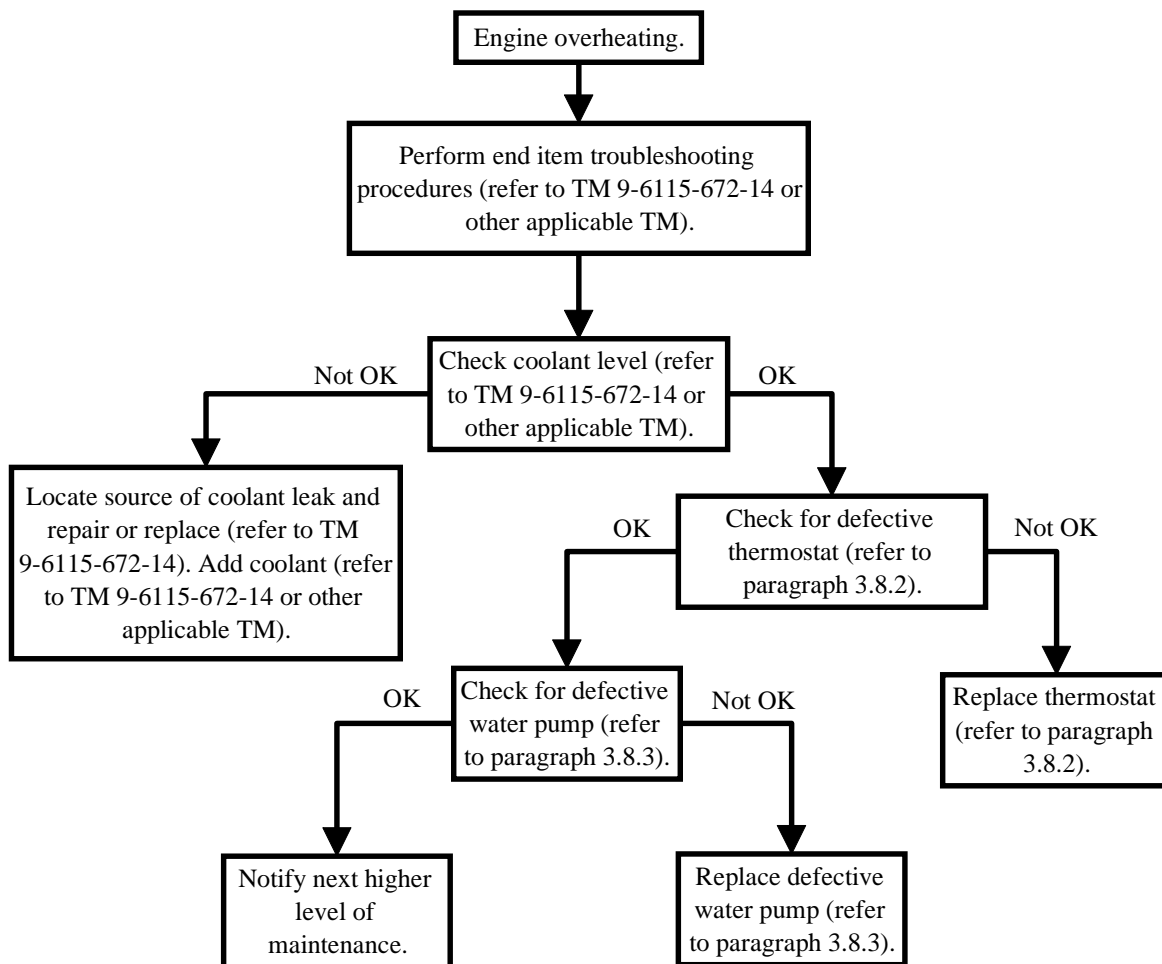 Engine overheating.
Perform end item troubleshooting
procedures (refer to TM 9-6115-672-14 or
other applicable TM).
Check coolant level (refer
to TM 9-6115-672-14 or
other applicable TM).
Not OK
OK
Locate source of coolant leak and
repair or replace (refer to TM
9-6115-672-14). Add coolant (refer
to TM 9-6115-672-14 or other
applicable TM).
Check for defective
thermostat (refer to
paragraph 3.8.2).
OK
Not OK
Check for defective
water pump (refer
to paragraph 3.8.3).
OK
Not OK
Replace thermostat
(refer to paragraph
3.8.2).
Notify next higher
level of
maintenance.
Replace defective
water pump (refer
to paragraph 3.8.3).